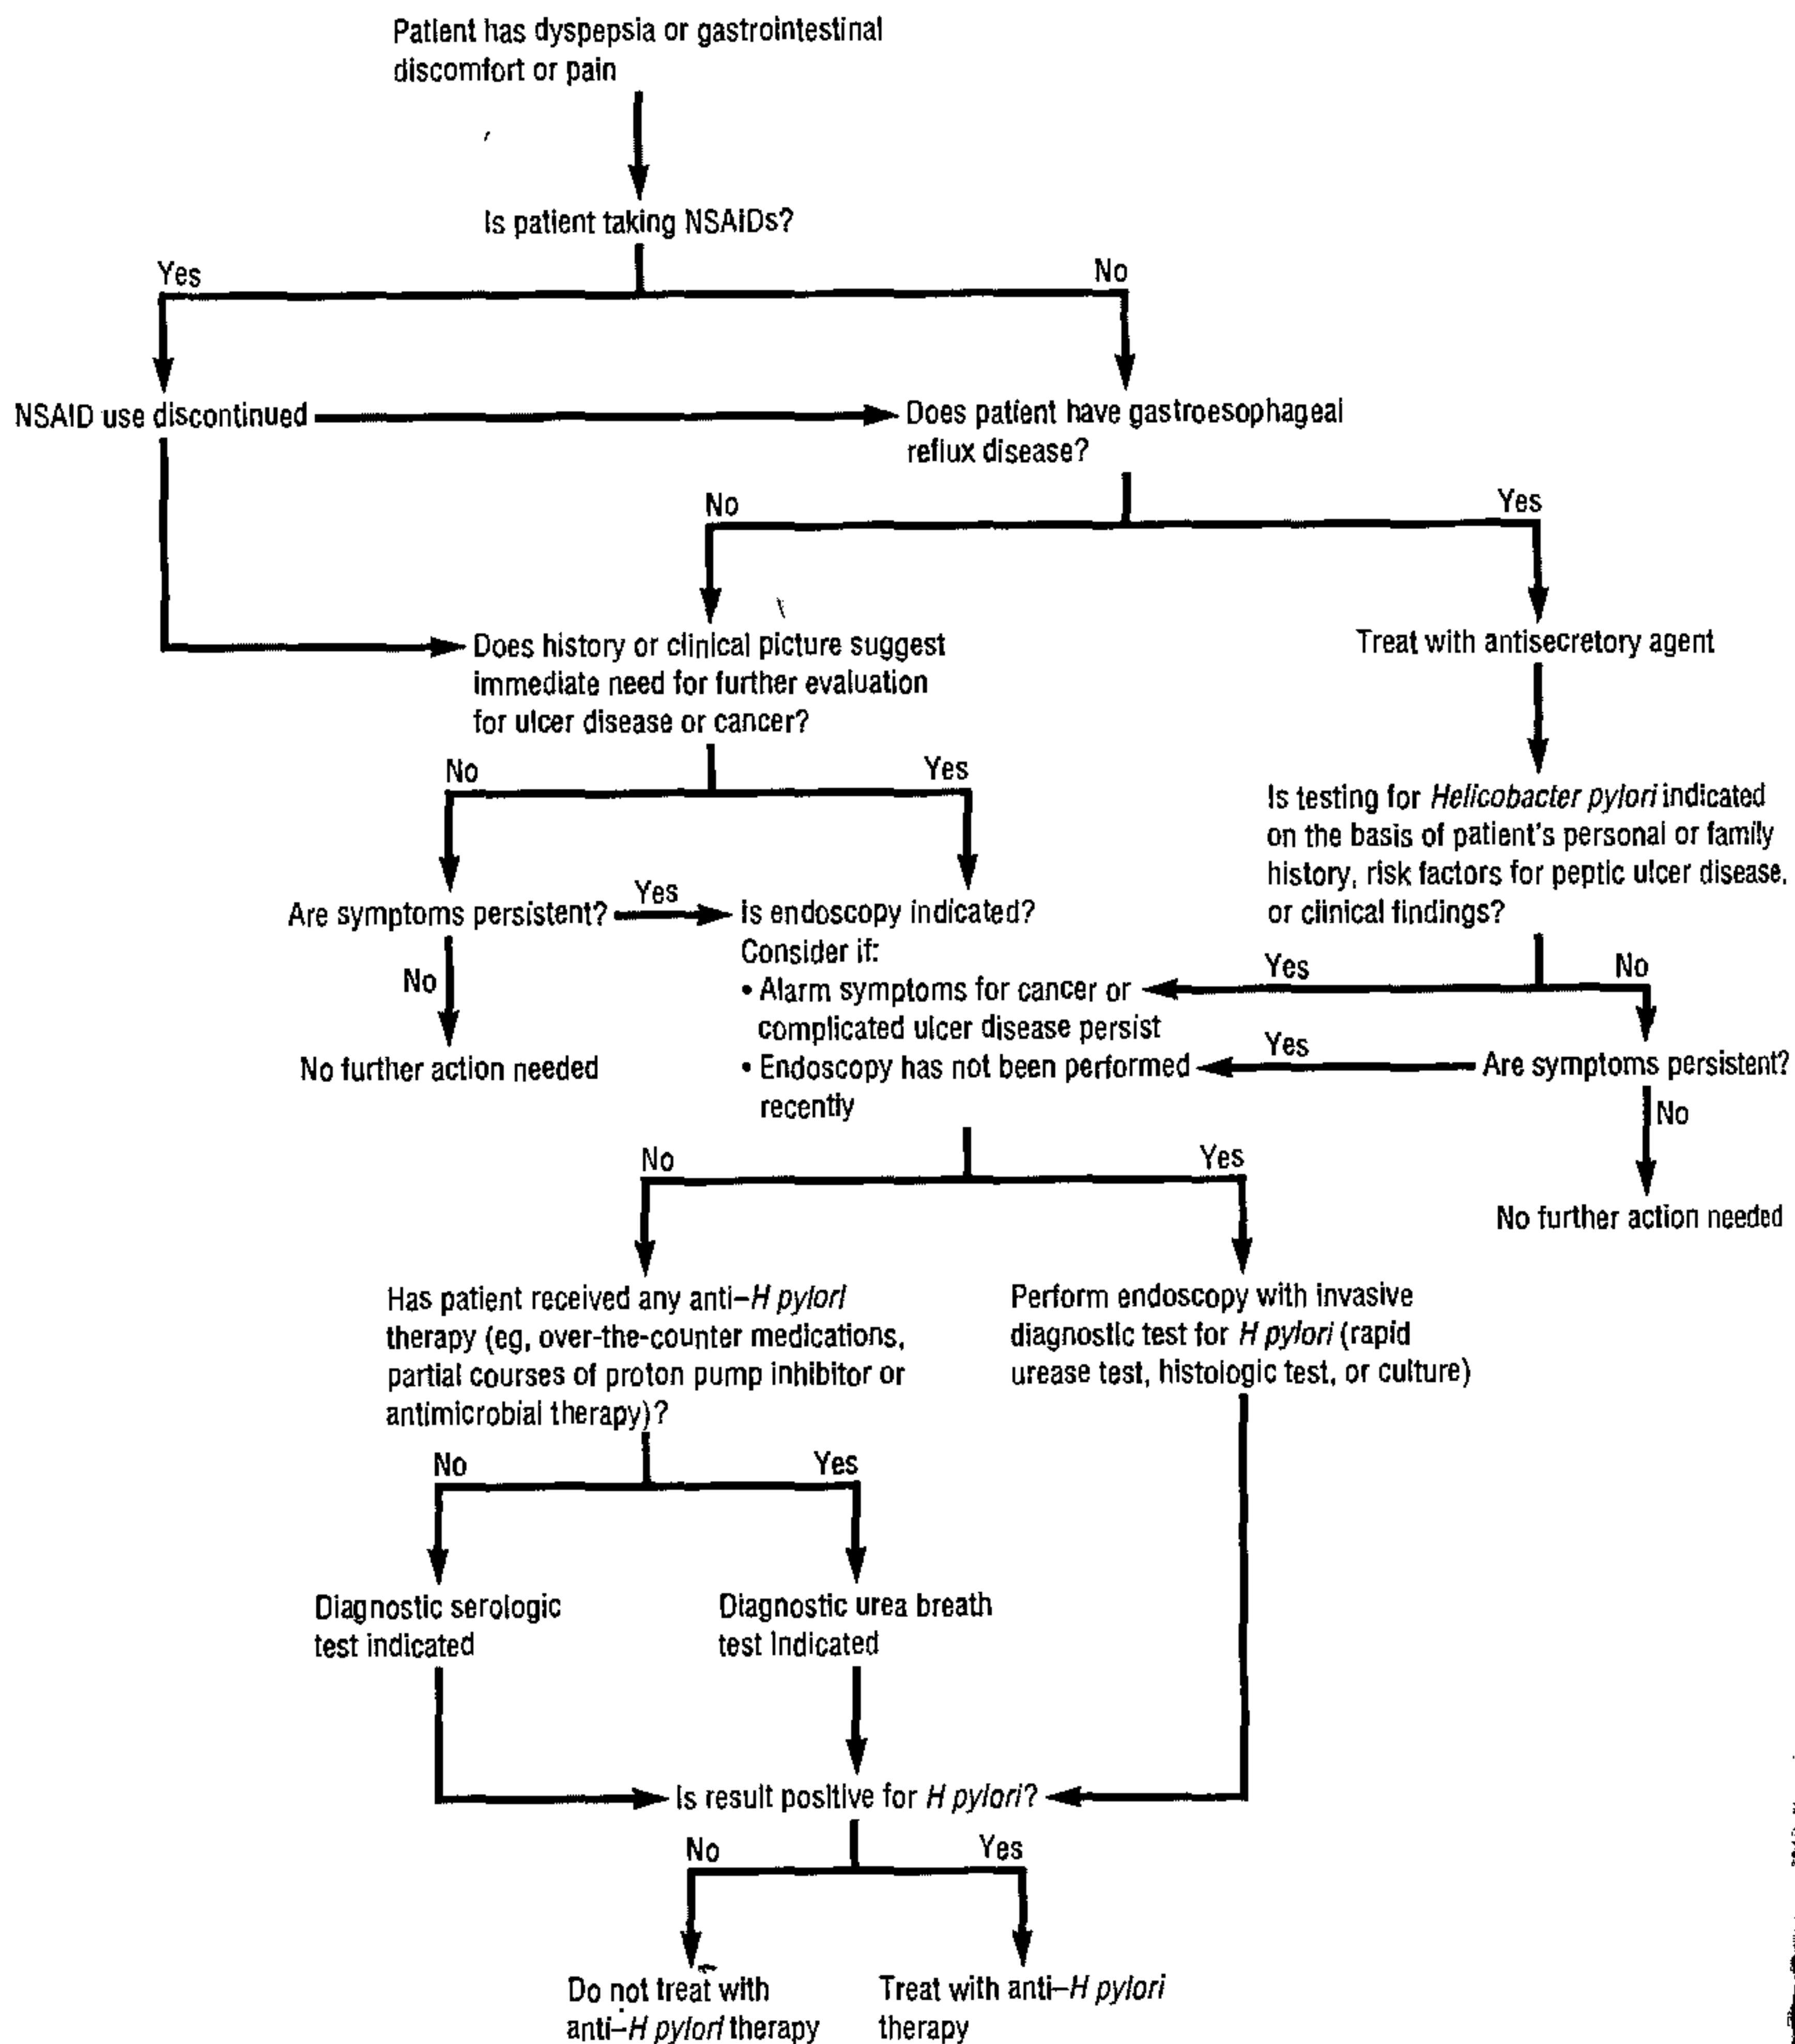 Patient has dyspepsia or gastrointestinal
discomfort or pain
Is patient taking NSAIDs?
Yes
No
NSAID use discontinued
Does patient have gastroesophageal
reflux disease?
No
Yes
Does history or clinical picture suggest
immediate need for further evaluation
for ulcer disease or cancer?
Treat with antisecretory agent
No
Yes
Is testing for Helicobacter pylori indicated
on the basis of patient's personal or family
history, risk factors for peptic ulcer disease,
or clinical findings?
Are symptoms persistent?
Yes
Is endoscopy indicated?
Consider if:
• Alarm symptoms for cancer or
complicated ulcer disease persist
• Endoscopy has not been performed
recently
No
No further action needed
Yes
No
Yes
Are symptoms persistent?
No
No further action needed
No
Yes
Has patient received any anti–H pylori
therapy (eg, over-the-counter medications,
partial courses of proton pump inhibitor or
antimicrobial therapy)?
Perform endoscopy with invasive
diagnostic test for H pylori (rapid
urease test, histologic test, or culture)
No
Yes
Diagnostic serologic
test indicated
Diagnostic urea breath
test indicated
Is result positive for H pylori?
No
Yes
Do not treat with
anti–H pylori therapy
Treat with anti–H pylori
therapy